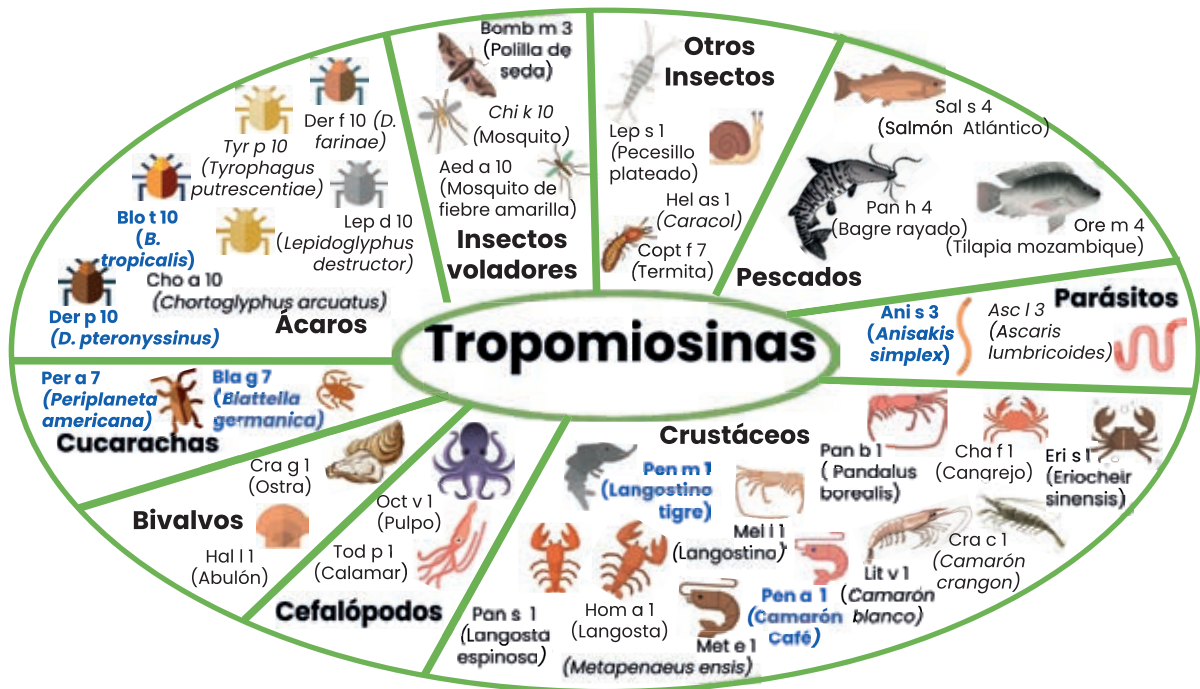 Tropomiosinas
Der f 10 (D.
farinae)
Tyr p 10
(Tyrophagus
putrescentiae)
Blo t 10
(B.
tropicalis)
Lep d 10
(Lepidoglyphus
destructor)
Cho a 10
(Chortoglyphus arcuatus)
Der p 10
(D. pteronyssinus)
Ácaros
Bomb m 3
(Polilla de
seda)
Chi k 10
(Mosquito)
Aed a 10
(Mosquito de
fiebre amarilla)
Insectos
voladores
Otros
Insectos
Lep s 1
(Pecesillo
plateado)
Hel as 1
(Caracol)
Copt f 7
(Termita)
Sal s 4
(Salmón Atlántico)
Pan h 4
(Bagre rayado)
Ore m 4
(Tilapia mozambique)
Pescados
Parásitos
Ani s 3
(Anisakis
simplex)
Asc l 3
(Ascaris
lumbricoides)
Crustáceos
Pen m 1
(Langostino
tigre)
Pan b 1
( Pandalus
borealis)
Cha f 1
(Cangrejo)
Eri s 1
(Eriocheir
sinensis)
Mel l 1
(Langostino)
Cra c 1
(Camarón
crangon)
Lit v 1
(Camarón
blanco)
Pen a 1
(Camarón
Café)
Pan s 1
(Langosta
espinosa)
Hom a 1
(Langosta)
Met e 1
(Metapenaeus ensis)
Oct v 1
(Pulpo)
Tod p 1
(Calamar)
Cefalópodos
Cra g 1
(Ostra)
Bivalvos
Hal l 1
(Abulón)
Per a 7
(Periplaneta
americana)
Bla g 7
(Blattella
germanica)
Cucarachas